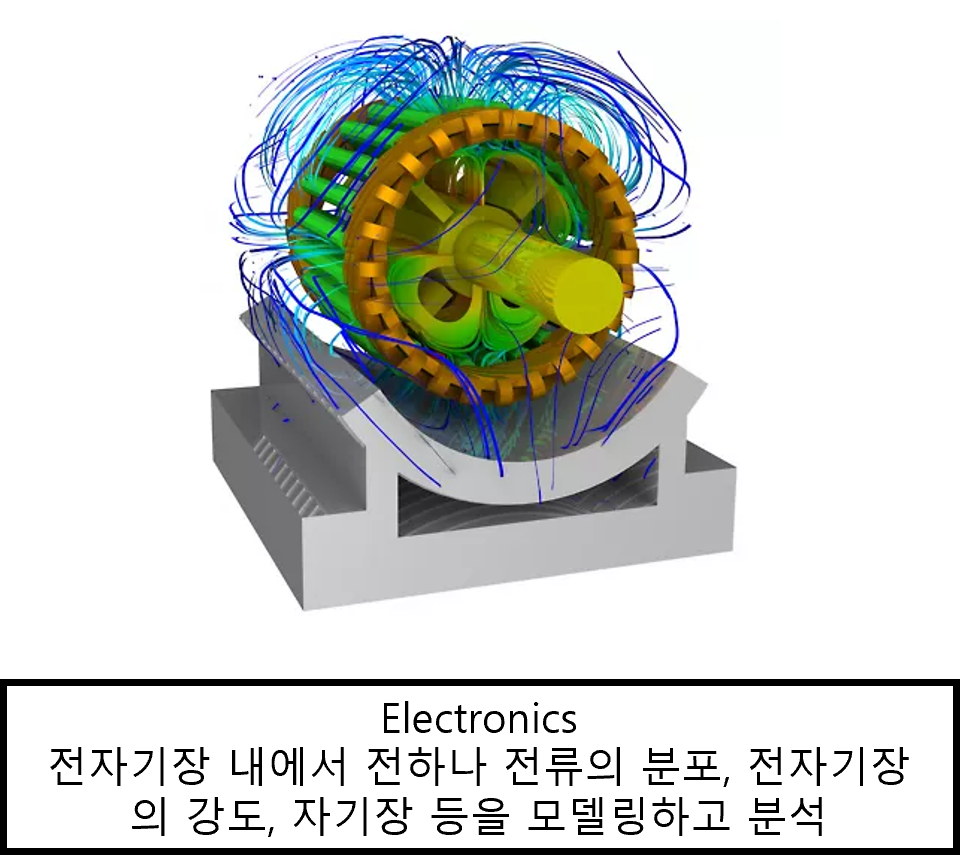 Electronics
전자기장 내에서 전하나 전류의 분포, 전자기장
의 강도, 자기장 등을 모델링하고 분석